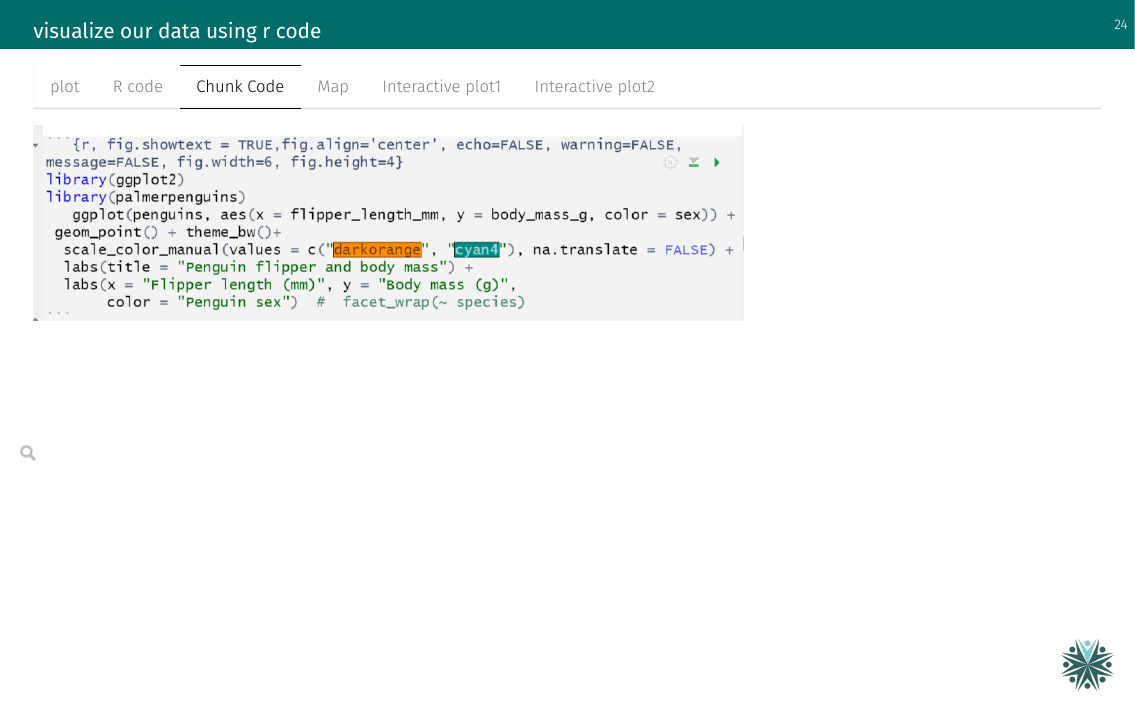 visualize our data using r code
24
plot R code Chunk Code Map Interactive plot1 Interactive plot2
```{r, fig.showtext = TRUE,fig.align='center', echo=FALSE, warning=FALSE,
message=FALSE, fig.width=6, fig.height=4}
library(ggplot2)
library(palmerpenguins)
ggplot(penguins, aes(x = flipper_length_mm, y = body_mass_g, color = sex)) +
geom_point() + theme_bw()+
scale_color_manual(values = c("darkorange", "cyan4"), na.translate = FALSE) +
labs(title = "Penguin flipper and body mass") +
labs(x = "Flipper length (mm)", y = "Body mass (g)",
color = "Penguin sex") # facet_wrap(~ species)
```